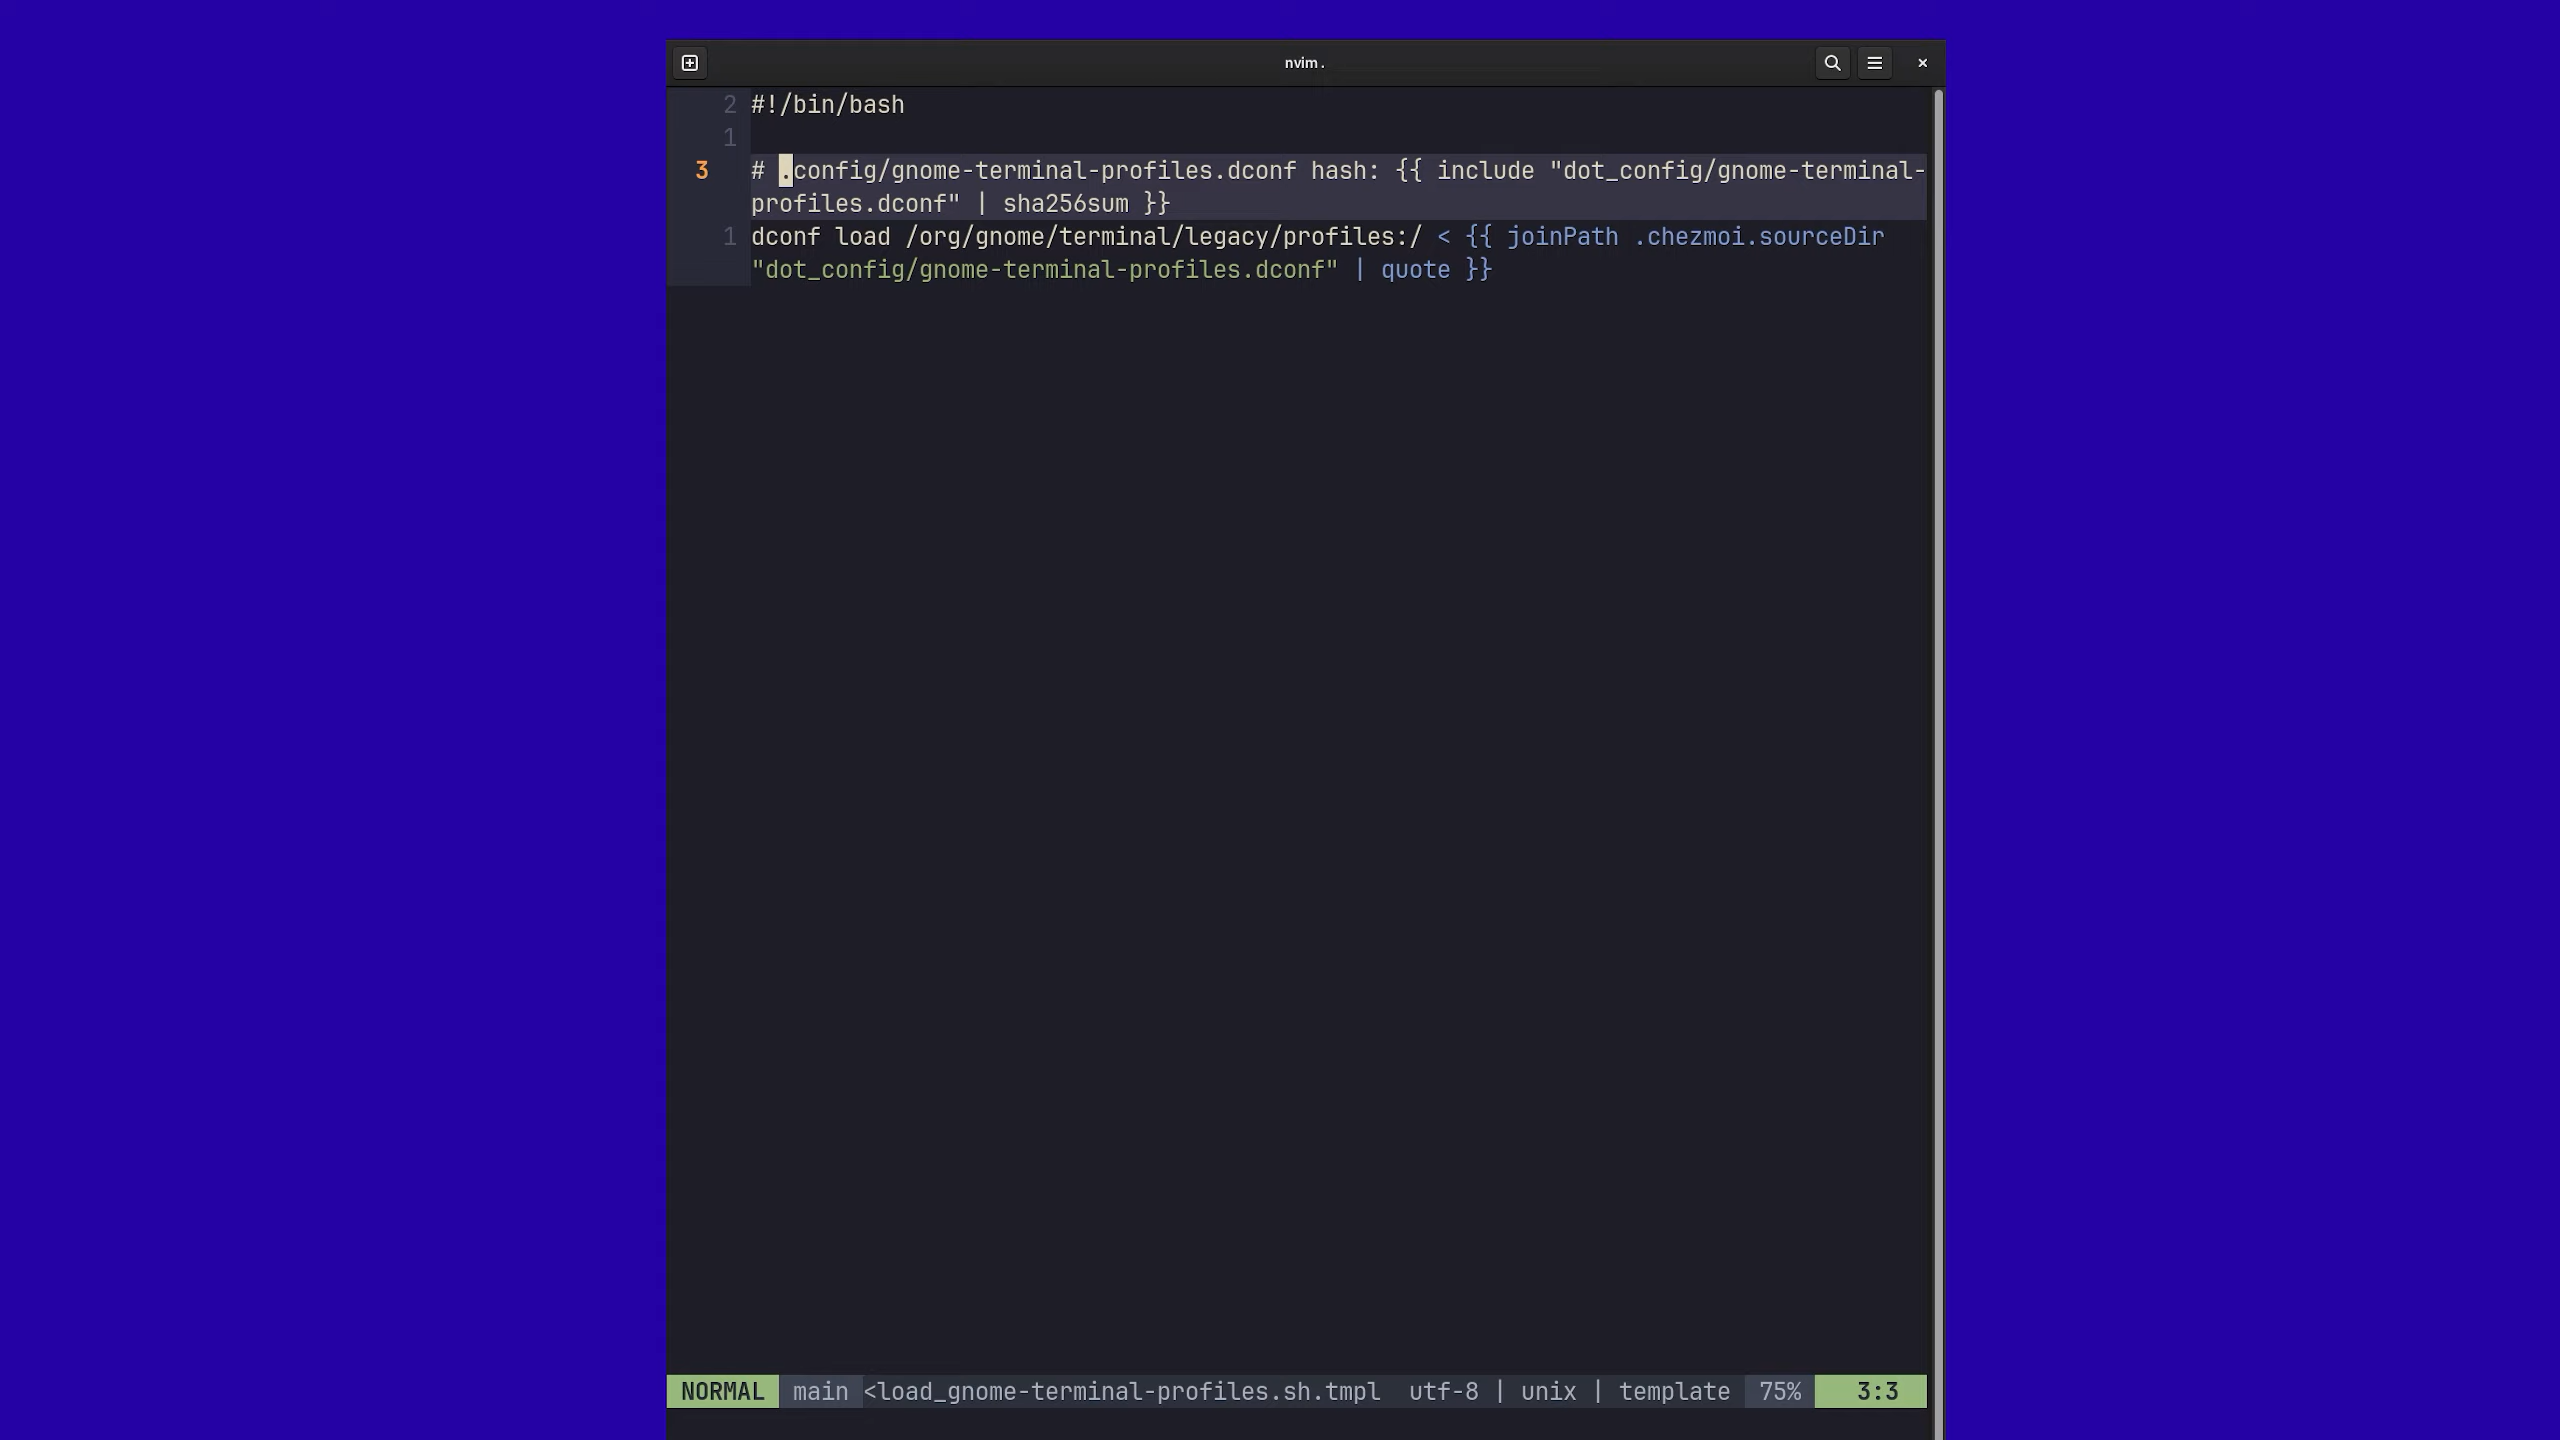 nvim .
2 #!/bin/bash
1
3 # .config/gnome-terminal-profiles.dconf hash: {{ include "dot_config/gnome-terminal-
profiles.dconf" | sha256sum }}
1 dconf load /org/gnome/terminal/legacy/profiles:/ < {{ joinPath .chezmoi.sourceDir
"dot_config/gnome-terminal-profiles.dconf" | quote }}
NORMAL main <load_gnome-terminal-profiles.sh.tmpl utf-8 | unix | template 75% 3:3